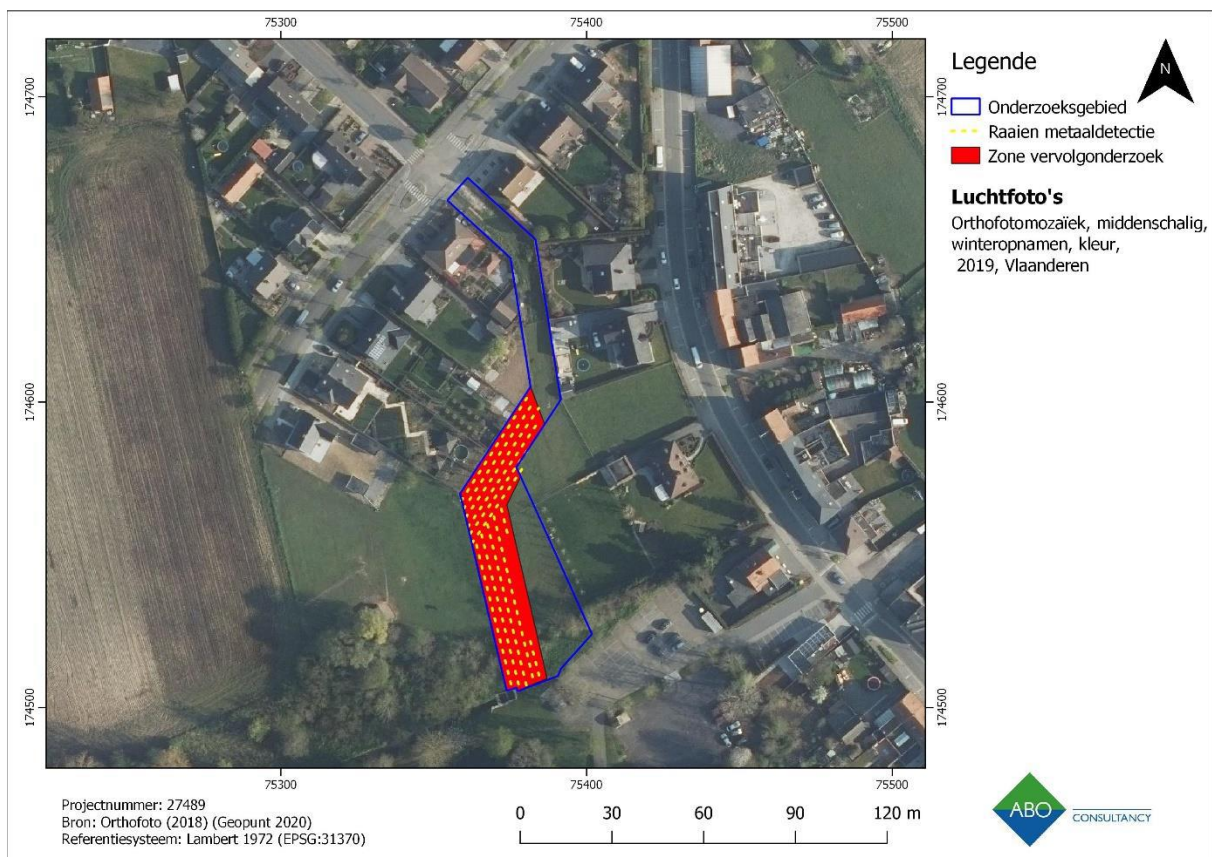 75300
75400
75500
174700
174700
174600
174600
174500
174500
75300
75400
75500
Legende
N
Onderzoeksgebied
Raaien metaaldetectie
Zone vervolgonderzoek
Luchtfoto's
Orthofotomozaïek, middenschalig,
winteropnamen, kleur,
2019, Vlaanderen
Projectnummer: 27489
Bron: Orthofoto (2018) (Geopunt 2020)
Referentiesysteem: Lambert 1972 (EPSG:31370)
0 30 60 90 120 m
ABO
CONSULTANCY